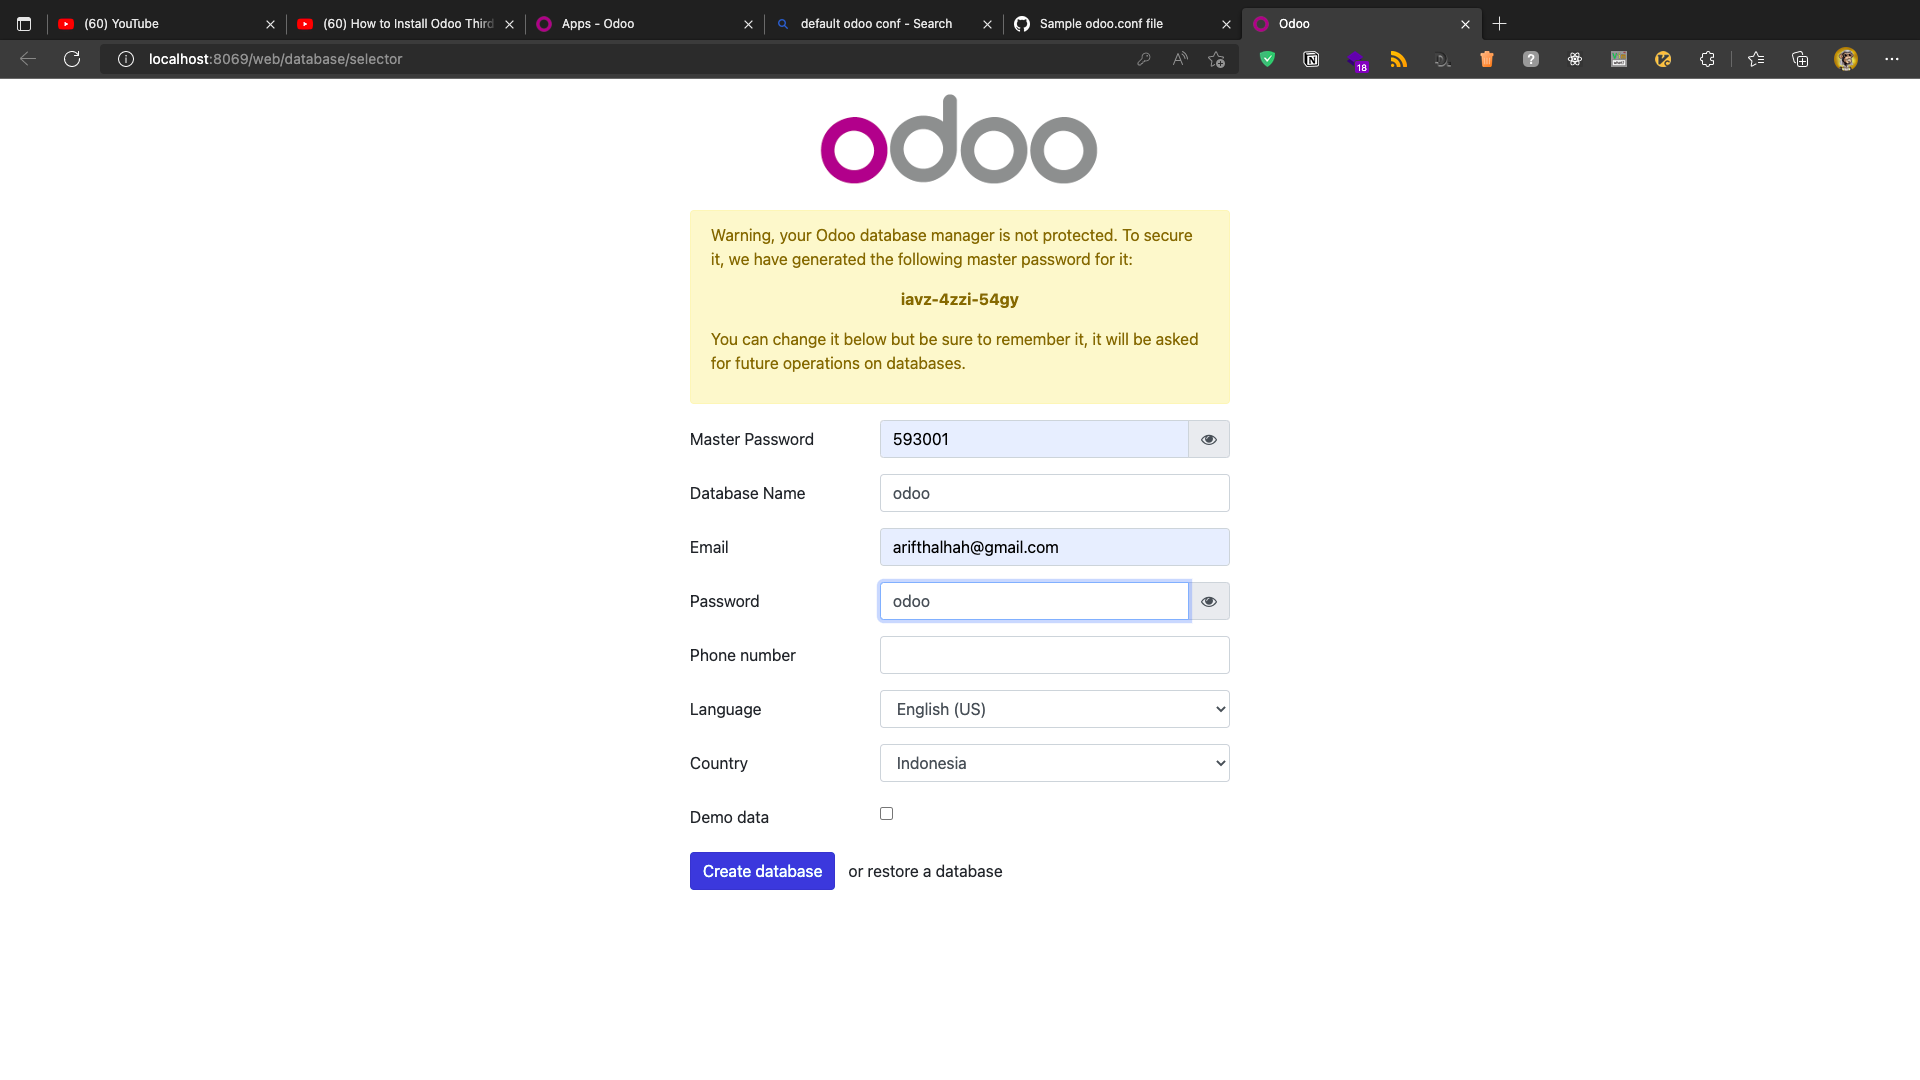 (60) YouTube
(60) How to Install Odoo Third
Apps - Odoo
default odoo conf - Search
Sample odoo.conf file
Odoo
localhost:8069/web/database/selector
18
odoo
Warning, your Odoo database manager is not protected. To secure
it, we have generated the following master password for it:
iavz-4zzi-54gy
You can change it below but be sure to remember it, it will be asked
for future operations on databases.
Master Password
593001
Database Name
odoo
Email
arifthalhah@gmail.com
Password
odoo
Phone number
Language
English (US)
Country
Indonesia
Demo data
Create database
or restore a database